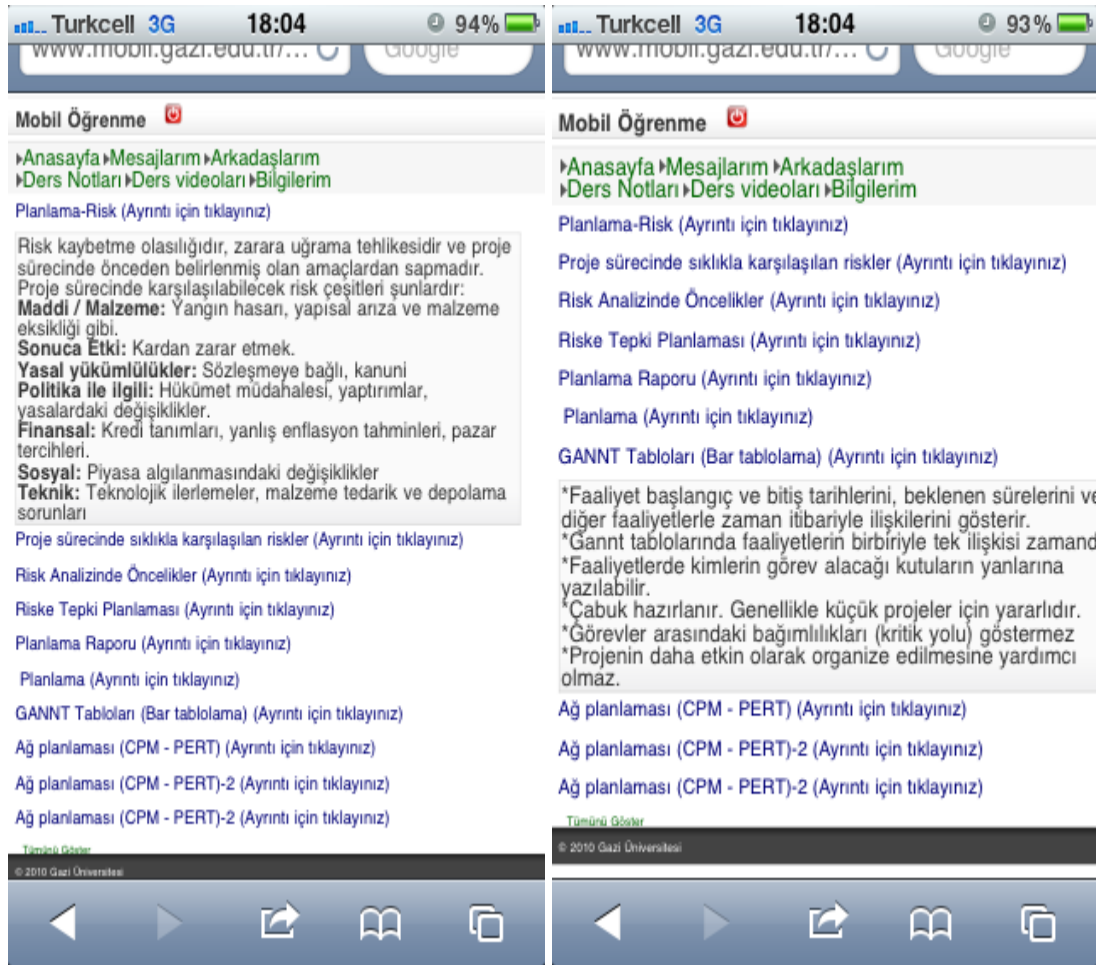 Turkcell 3G 18:04 94%
www.mobil.gazi.edu.tr/... Google
Mobil Öğrenme
Anasayfa Mesajlarım Arkadaşlarım
Ders Notları Ders videoları Bilgilerim
Planlama-Risk (Ayrıntı için tıklayınız)
Risk kaybetme olasılığıdır, zarara uğrama tehlikesidir ve proje
sürecinde önceden belirlenmiş olan amaçlardan sapmadır.
Proje sürecinde karşılaşılabilecek risk çeşitleri şunlardır:
Maddi / Malzeme: Yangın hasarı, yapısal arıza ve malzeme
eksikliği gibi.
Sonuca Etki: Kardan zarar etmek.
Yasal yükümlülükler: Sözleşmeye bağlı, kanuni
Politika ile ilgili: Hükümet müdahalesi, yaptırımlar,
yasalardaki değişiklikler.
Finansal: Kredi tanımları, yanlış enflasyon tahminleri, pazar
tercihleri.
Sosyal: Piyasa algılanmasındaki değişiklikler
Teknik: Teknolojik ilerlemeler, malzeme tedarik ve depolama
sorunları
Proje sürecinde sıklıkla karşılaşılan riskler (Ayrıntı için tıklayınız)
Risk Analizinde Öncelikler (Ayrıntı için tıklayınız)
Riske Tepki Planlaması (Ayrıntı için tıklayınız)
Planlama Raporu (Ayrıntı için tıklayınız)
Planlama (Ayrıntı için tıklayınız)
GANNT Tabloları (Bar tablolama) (Ayrıntı için tıklayınız)
Ağ planlaması (CPM - PERT) (Ayrıntı için tıklayınız)
Ağ planlaması (CPM - PERT)-2 (Ayrıntı için tıklayınız)
Ağ planlaması (CPM - PERT)-2 (Ayrıntı için tıklayınız)
Tümünü Göster
© 2010 Gazi Üniversitesi
Turkcell 3G 18:04 93%
www.mobil.gazi.edu.tr/... Google
Mobil Öğrenme
Anasayfa Mesajlarım Arkadaşlarım
Ders Notları Ders videoları Bilgilerim
Planlama-Risk (Ayrıntı için tıklayınız)
Proje sürecinde sıklıkla karşılaşılan riskler (Ayrıntı için tıklayınız)
Risk Analizinde Öncelikler (Ayrıntı için tıklayınız)
Riske Tepki Planlaması (Ayrıntı için tıklayınız)
Planlama Raporu (Ayrıntı için tıklayınız)
Planlama (Ayrıntı için tıklayınız)
GANNT Tabloları (Bar tablolama) (Ayrıntı için tıklayınız)
*Faaliyet başlangıç ve bitiş tarihlerini, beklenen sürelerini ve
diğer faaliyetlerle zaman itibariyle ilişkilerini gösterir.
*Gannt tablolarında faaliyetlerin birbiriyle tek ilişkisi zamand
*Faaliyetlerde kimlerin görev alacağı kutuların yanlarına
yazılabilir.
*Çabuk hazırlanır. Genellikle küçük projeler için yararlıdır.
*Görevler arasındaki bağımlılıkları (kritik yolu) göstermez
*Projenin daha etkin olarak organize edilmesine yardımcı
olmaz.
Ağ planlaması (CPM - PERT) (Ayrıntı için tıklayınız)
Ağ planlaması (CPM - PERT)-2 (Ayrıntı için tıklayınız)
Ağ planlaması (CPM - PERT)-2 (Ayrıntı için tıklayınız)
Tümünü Göster
© 2010 Gazi Üniversitesi